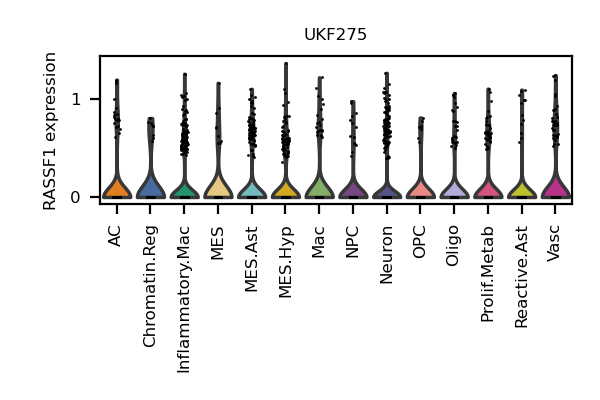 UKF275
RASSF1 expression
1
0
AC
Chromatin.Reg
Inflammatory.Mac
MES
MES.Ast
MES.Hyp
Mac
NPC
Neuron
OPC
Oligo
Prolif.Metab
Reactive.Ast
Vasc